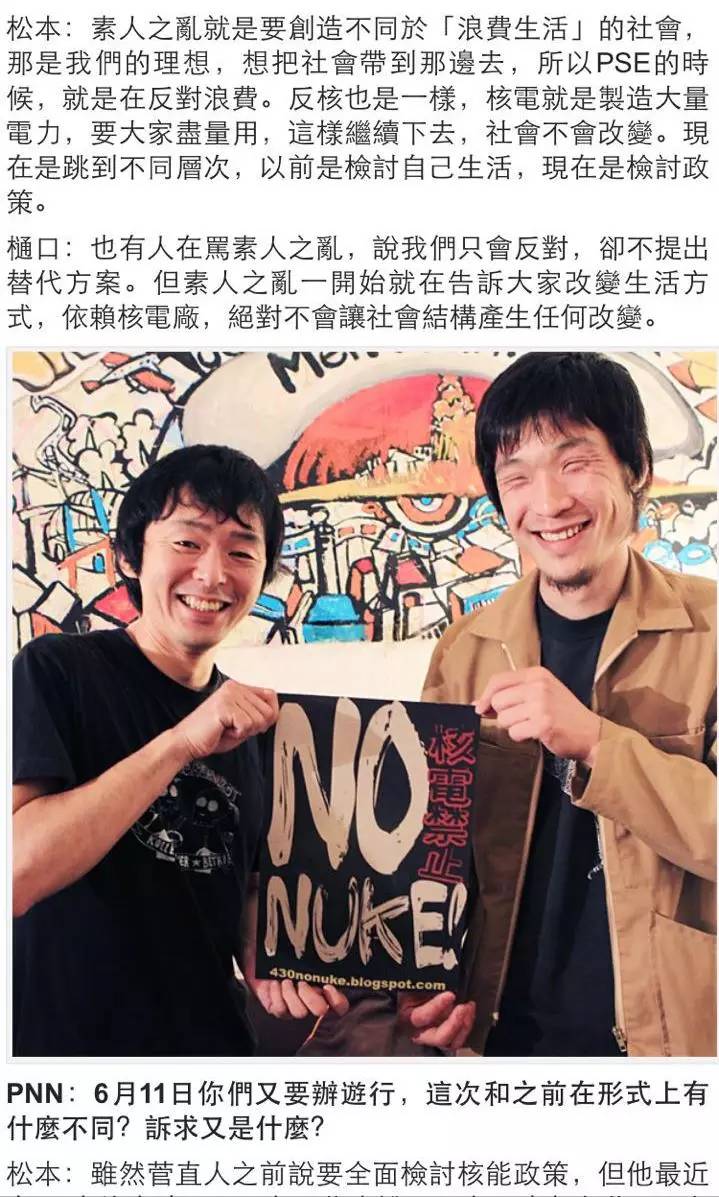 松本：素人之亂就是要創造不同於「浪費生活」的社會，
那是我們的理想，想把社會帶到那邊去，所以PSE的時
候，就是在反對浪費。反核也是一樣，核電就是製造大量
電力，要大家盡量用，這樣繼續下去，社會不會改變。現
在是跳到不同層次，以前是檢討自己生活，現在是檢討政
策。
樋口：也有人在罵素人之亂，說我們只會反對，卻不提出
替代方案。但素人之亂一開始就在告訴大家改變生活方
式，依賴核電廠，絕對不會讓社會結構產生任何改變。
NO
NUKE!
核電禁止
430nonuke.blogspot.com
PNN：6月11日你們又要辦遊行，這次和之前在形式上有
什麼不同？訴求又是什麼？
松本：雖然菅直人之前說要全面檢討核能政策，但他最近